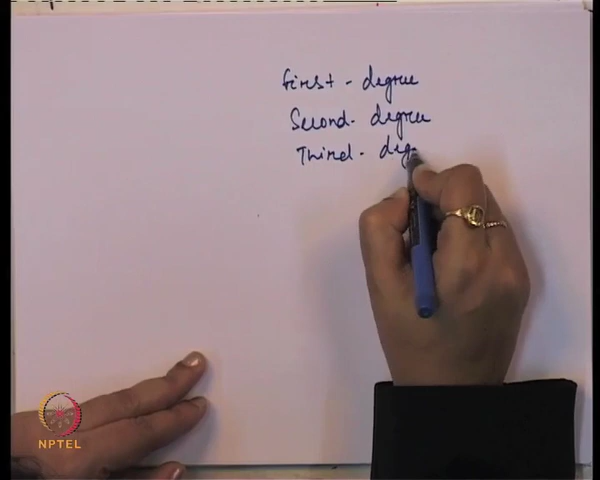 First - degree
Second - degree
Third - deg
NPTEL